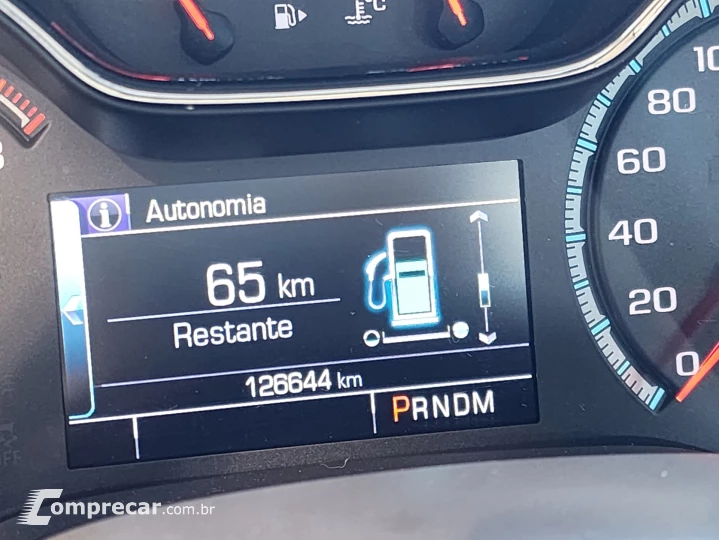 °C
Autonomia
65 km
Restante
126644 km
PRNDM
100
80
60
40
20
0
Comprecar.com.br